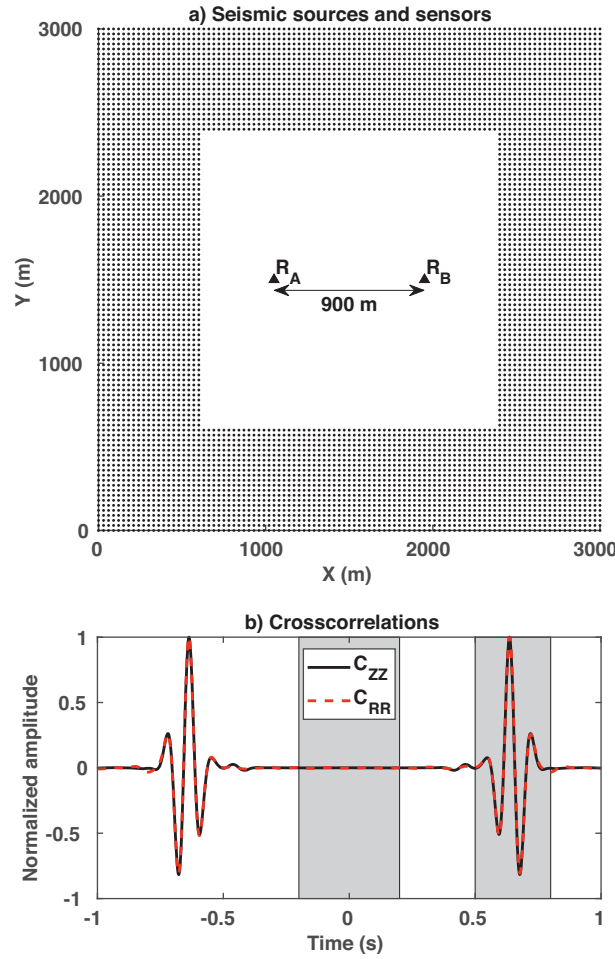 a) Seismic sources and sensors
3000
2000
1000
0
Y (m)
R_A
R_B
900 m
0
1000
2000
3000
X (m)
b) Crosscorrelations
1
0.5
0
-0.5
-1
Normalized amplitude
C_ZZ
C_RR
-1
-0.5
0
0.5
1
Time (s)